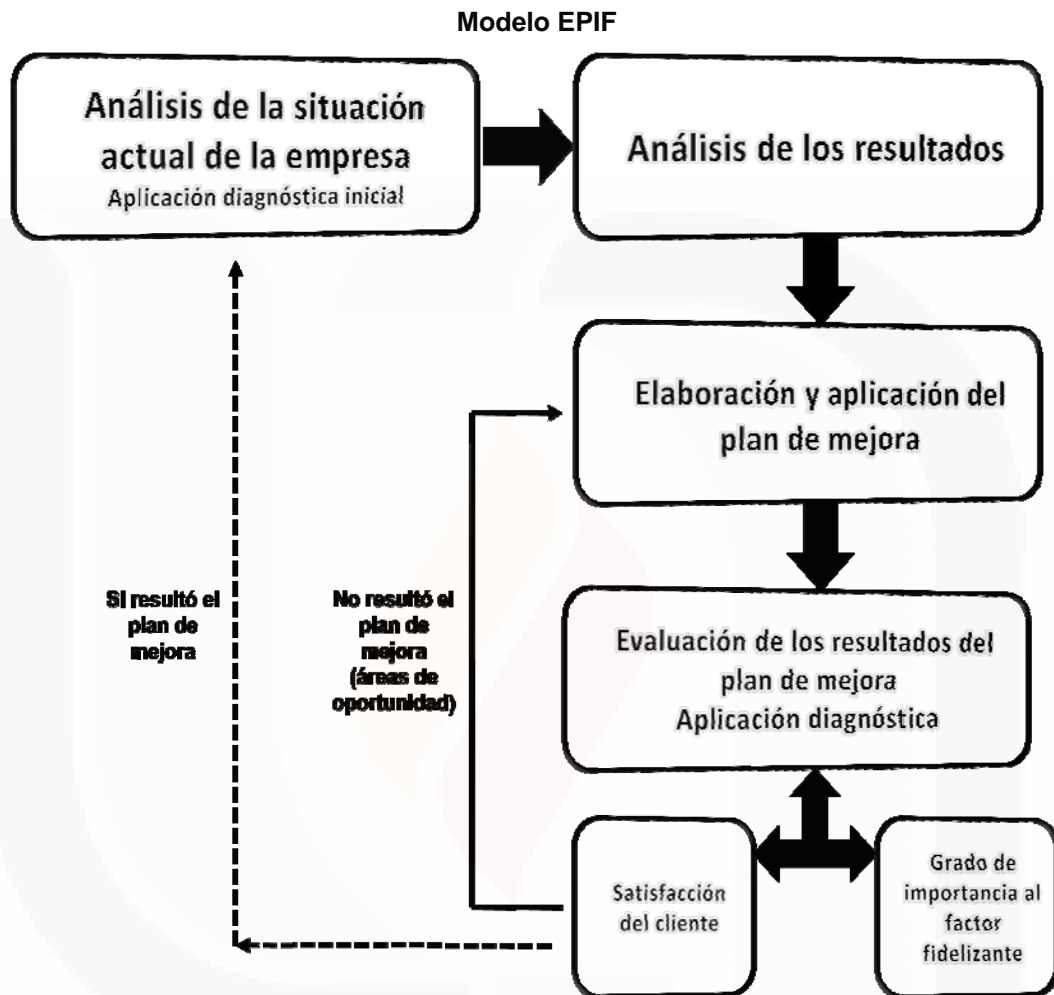 Modelo EPIF
Análisis de la situación
actual de la empresa
Aplicación diagnóstica inicial
Análisis de los resultados
Elaboración y aplicación del
plan de mejora
SI resultó el
plan de
mejora
No resultó el
plan de
mejora
(áreas de
oportunidad)
Evaluación de los resultados del
plan de mejora
Aplicación diagnóstica
Satisfacción
del cliente
Grado de
importancia al
factor
fidelizante